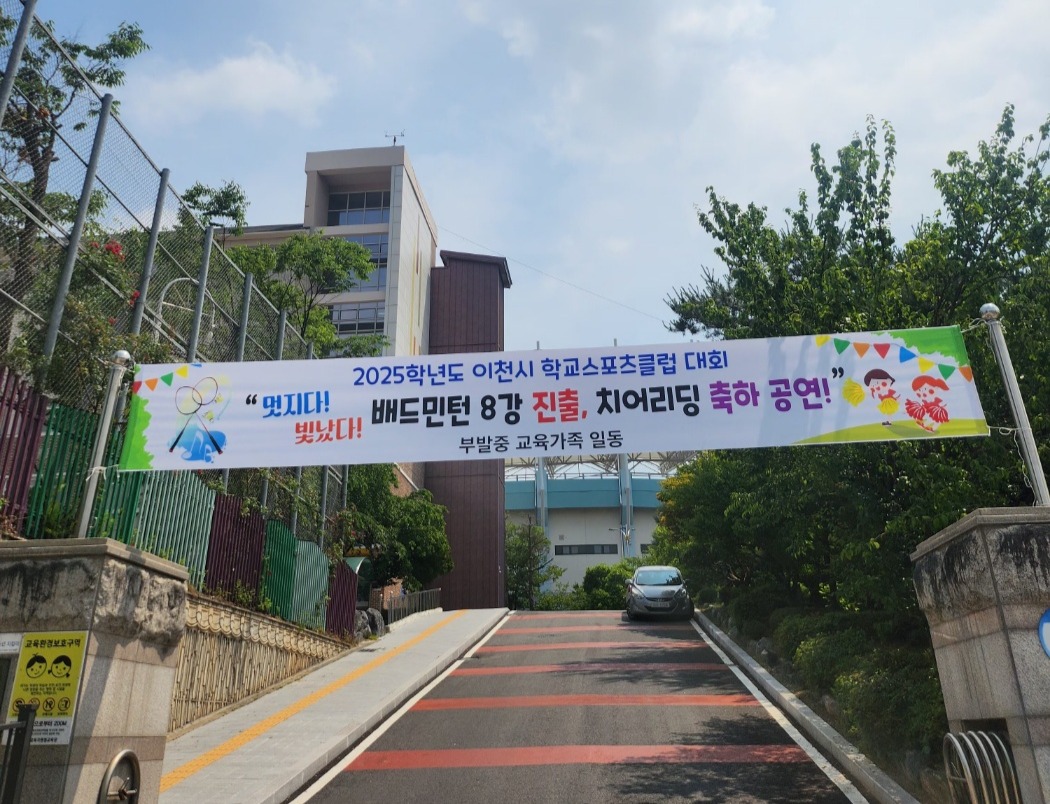 2025학년도 이천시 학교스포츠클럽 대회
“멋지다! 빛났다! 배드민턴 8강 진출, 치어리딩 축하 공연!”
부발중 교육가족 일동
교육환경보호구역
200M